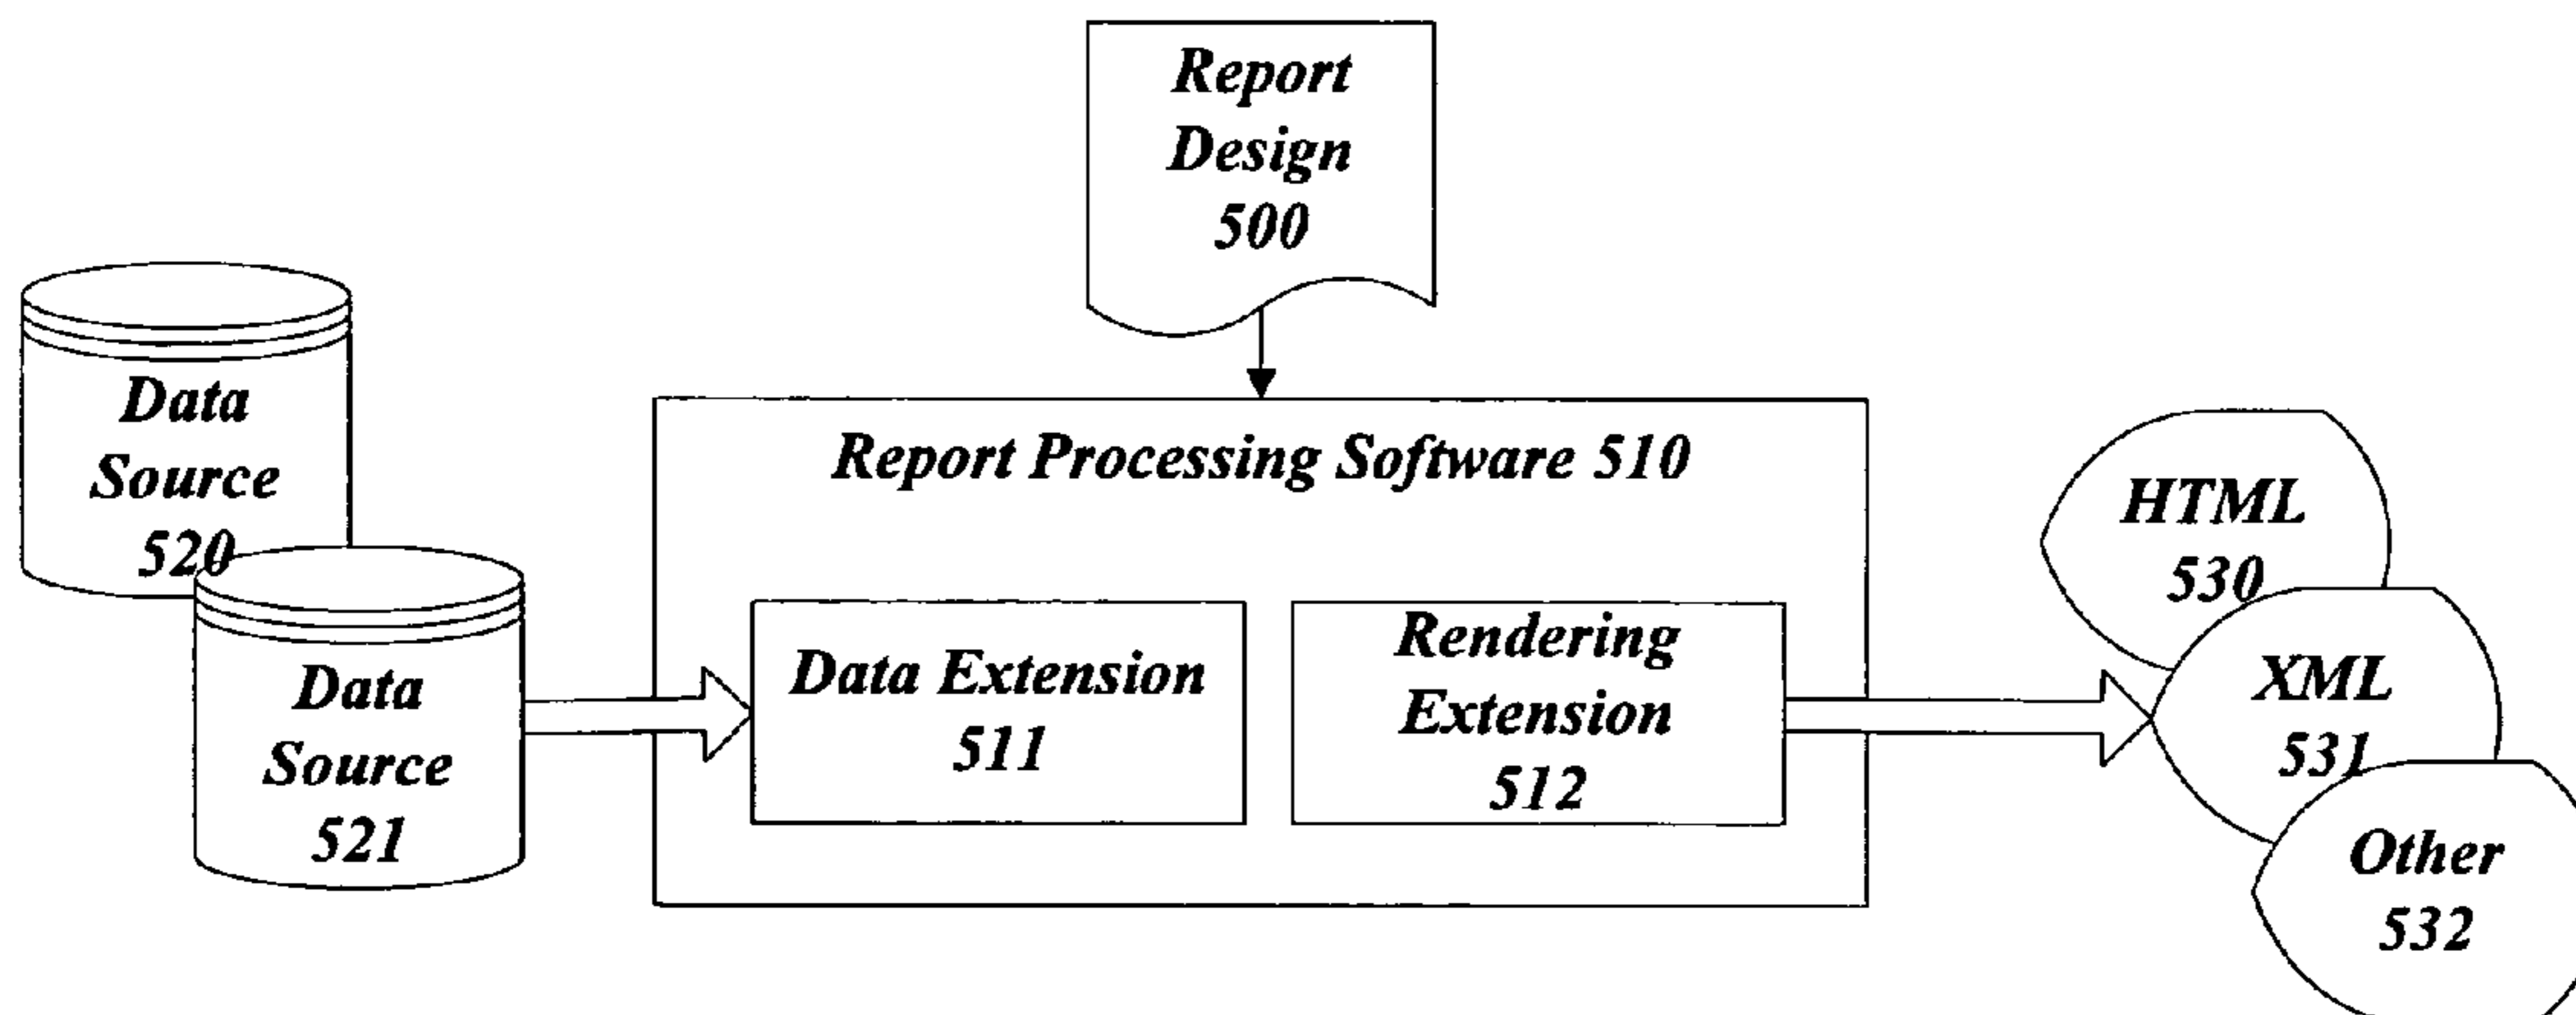 Report
Design
500
Data
Source
520
Data
Source
521
Report Processing Software 510
Data Extension
511
Rendering
Extension
512
HTML
530
XML
531
Other
532